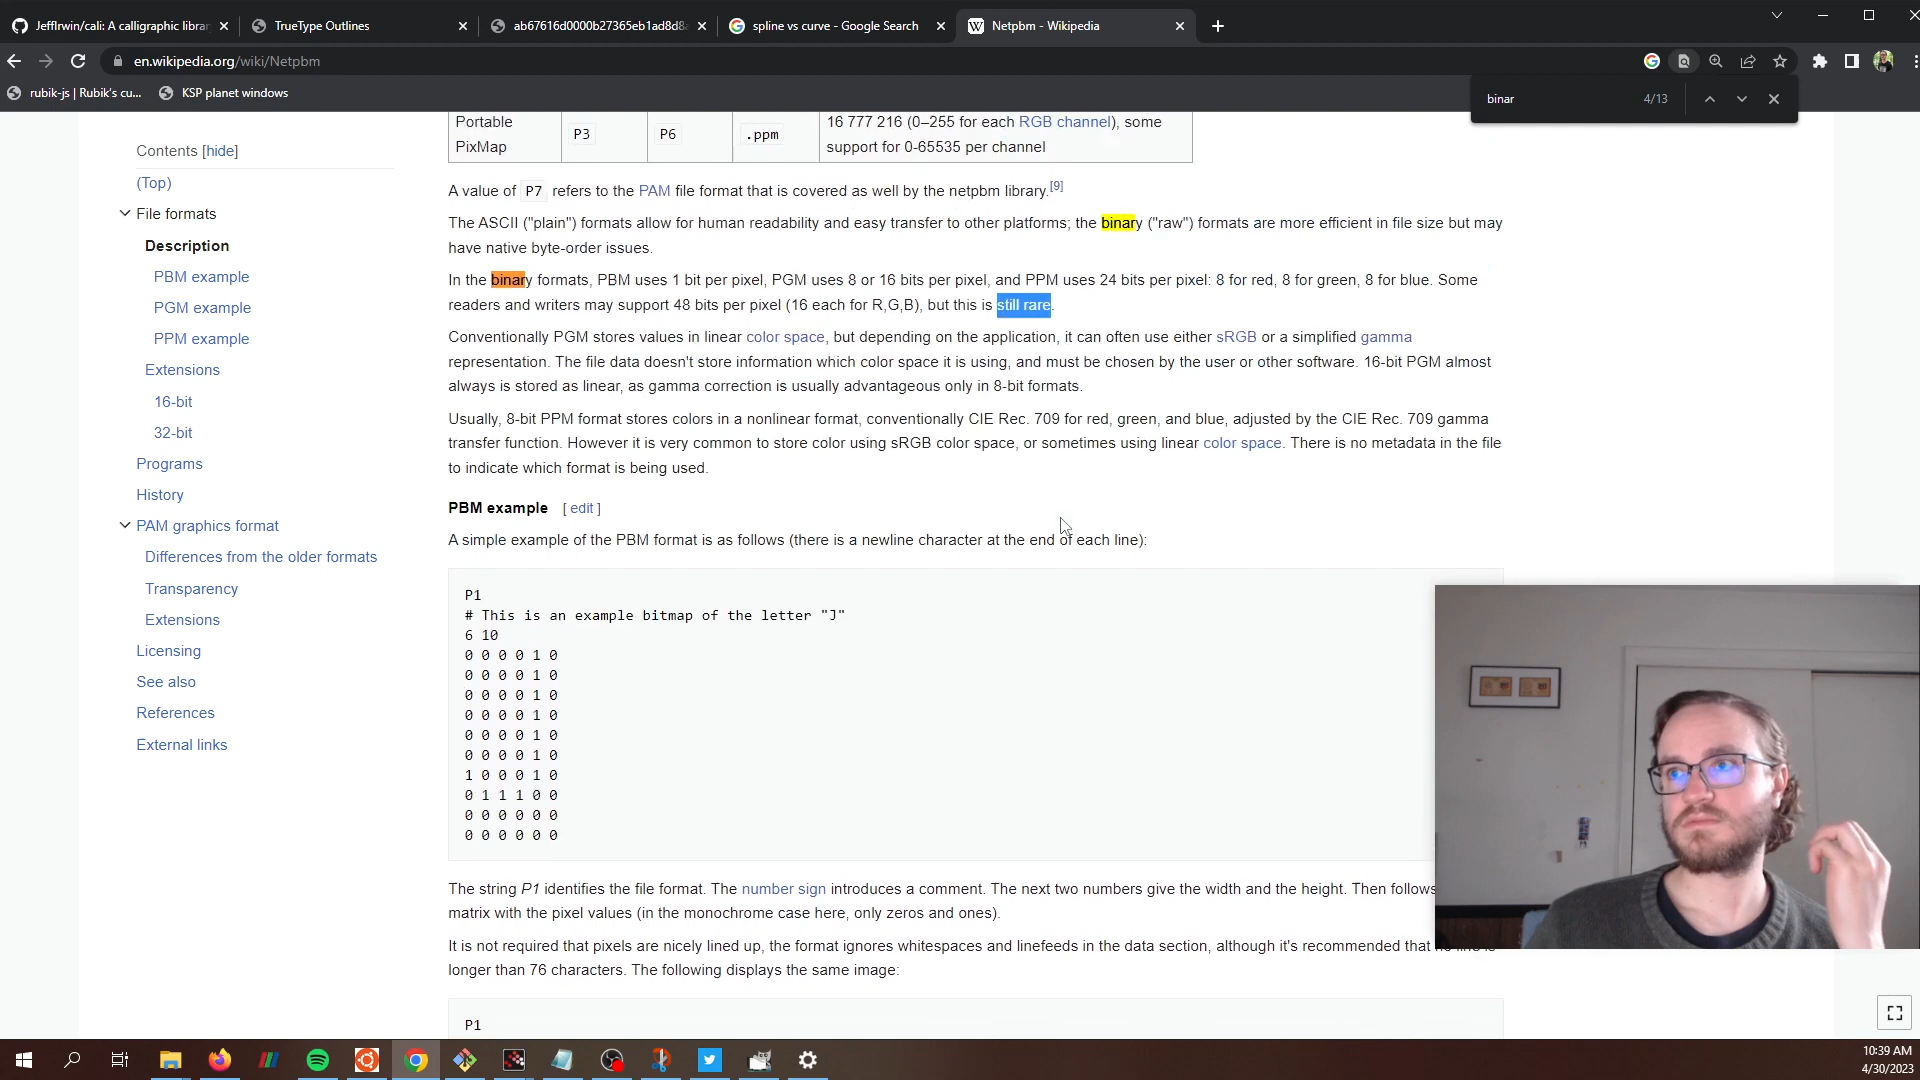 JeffIrwin/cali: A calligraphic librar
TrueType Outlines
ab67616d0000b27365eb1ad8d8a
spline vs curve - Google Search
Netpbm - Wikipedia
en.wikipedia.org/wiki/Netpbm
rubik-js | Rubik's cu...
KSP planet windows
binar
4/13
Contents [hide]
(Top)
File formats
Description
PBM example
PGM example
PPM example
Extensions
16-bit
32-bit
Programs
History
PAM graphics format
Differences from the older formats
Transparency
Extensions
Licensing
See also
References
External links
Portable
PixMap
P3
P6
.ppm
16 777 216 (0–255 for each RGB channel), some
support for 0-65535 per channel
A value of P7 refers to the PAM file format that is covered as well by the netpbm library.[9]
The ASCII ("plain") formats allow for human readability and easy transfer to other platforms; the binary ("raw") formats are more efficient in file size but may
have native byte-order issues.
In the binary formats, PBM uses 1 bit per pixel, PGM uses 8 or 16 bits per pixel, and PPM uses 24 bits per pixel: 8 for red, 8 for green, 8 for blue. Some
readers and writers may support 48 bits per pixel (16 each for R,G,B), but this is still rare.
Conventionally PGM stores values in linear color space, but depending on the application, it can often use either sRGB or a simplified gamma
representation. The file data doesn't store information which color space it is using, and must be chosen by the user or other software. 16-bit PGM almost
always is stored as linear, as gamma correction is usually advantageous only in 8-bit formats.
Usually, 8-bit PPM format stores colors in a nonlinear format, conventionally CIE Rec. 709 for red, green, and blue, adjusted by the CIE Rec. 709 gamma
transfer function. However it is very common to store color using sRGB color space, or sometimes using linear color space. There is no metadata in the file
to indicate which format is being used.
PBM example [ edit ]
A simple example of the PBM format is as follows (there is a newline character at the end of each line):
P1
# This is an example bitmap of the letter "J"
6 10
0 0 0 0 1 0
0 0 0 0 1 0
0 0 0 0 1 0
0 0 0 0 1 0
0 0 0 0 1 0
0 0 0 0 1 0
1 0 0 0 1 0
0 1 1 1 0 0
0 0 0 0 0 0
0 0 0 0 0 0
The string P1 identifies the file format. The number sign introduces a comment. The next two numbers give the width and the height. Then follows
matrix with the pixel values (in the monochrome case here, only zeros and ones).
It is not required that pixels are nicely lined up, the format ignores whitespaces and linefeeds in the data section, although it's recommended that no line is
longer than 76 characters. The following displays the same image:
P1
10:39 AM
4/30/2023